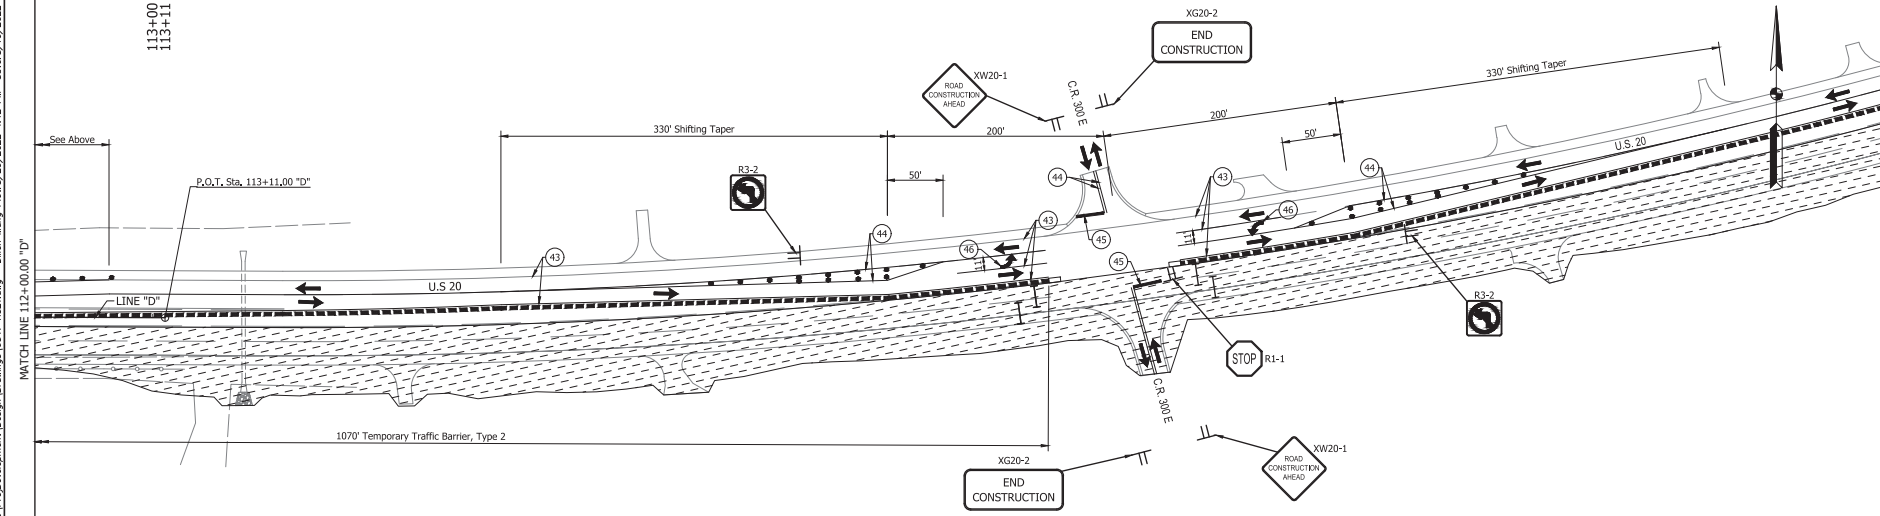 113+00
113+11
XG20-2
END
CONSTRUCTION
XW20-1
ROAD
CONSTRUCTION
AHEAD
C.R. 300 E
330' Shifting Taper
200'
200'
330' Shifting Taper
50'
50'
See Above
P.O.T. Sta. 113+11.00 "D"
R3-2
U.S. 20
44
43
44
46
45
43
44
43
46
11'
11'
45
U.S 20
LINE "D"
MATCH LINE 112+00.00 "D"
R3-2
STOP
R1-1
C.R. 300 E
1070' Temporary Traffic Barrier, Type 2
XG20-2
END
CONSTRUCTION
XW20-1
ROAD
CONSTRUCTION
AHEAD